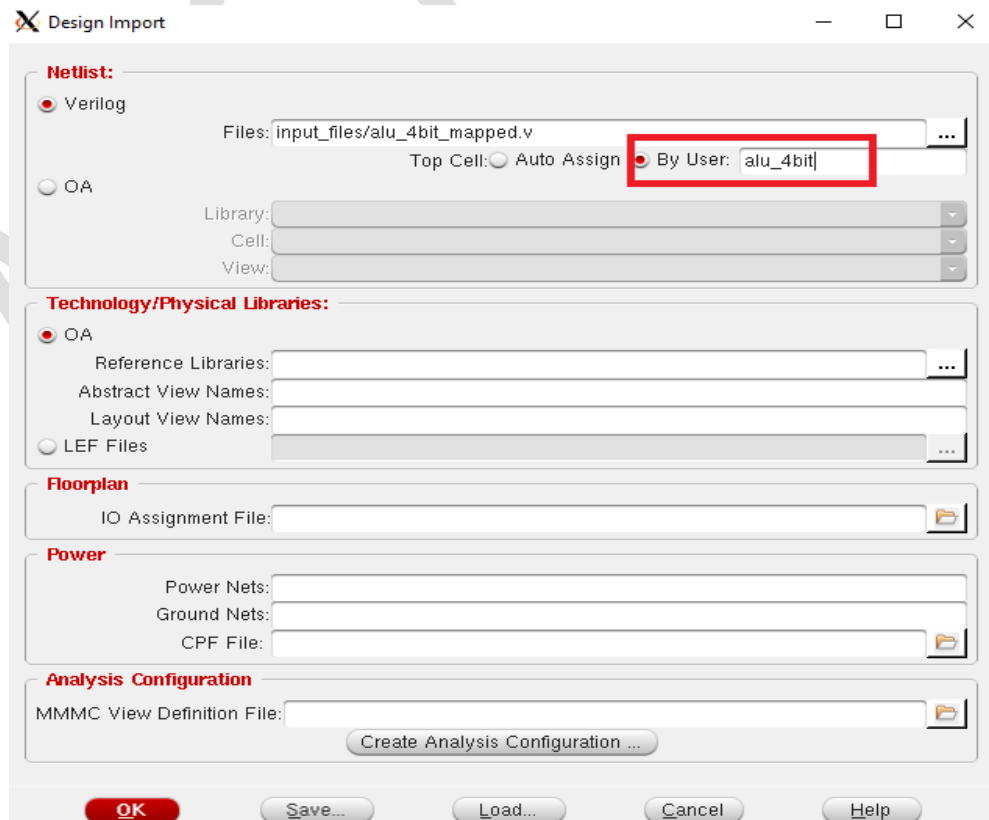 Design Import
Netlist:
Verilog
Files: input_files/alu_4bit_mapped.v ...
Top Cell: Auto Assign By User: alu_4bit
OA
Library:
Cell:
View:
Technology/Physical Libraries:
OA
Reference Libraries: ...
Abstract View Names:
Layout View Names:
LEF Files ...
Floorplan
IO Assignment File:
Power
Power Nets:
Ground Nets:
CPF File:
Analysis Configuration
MMMC View Definition File:
Create Analysis Configuration ...
OK Save... Load... Cancel Help